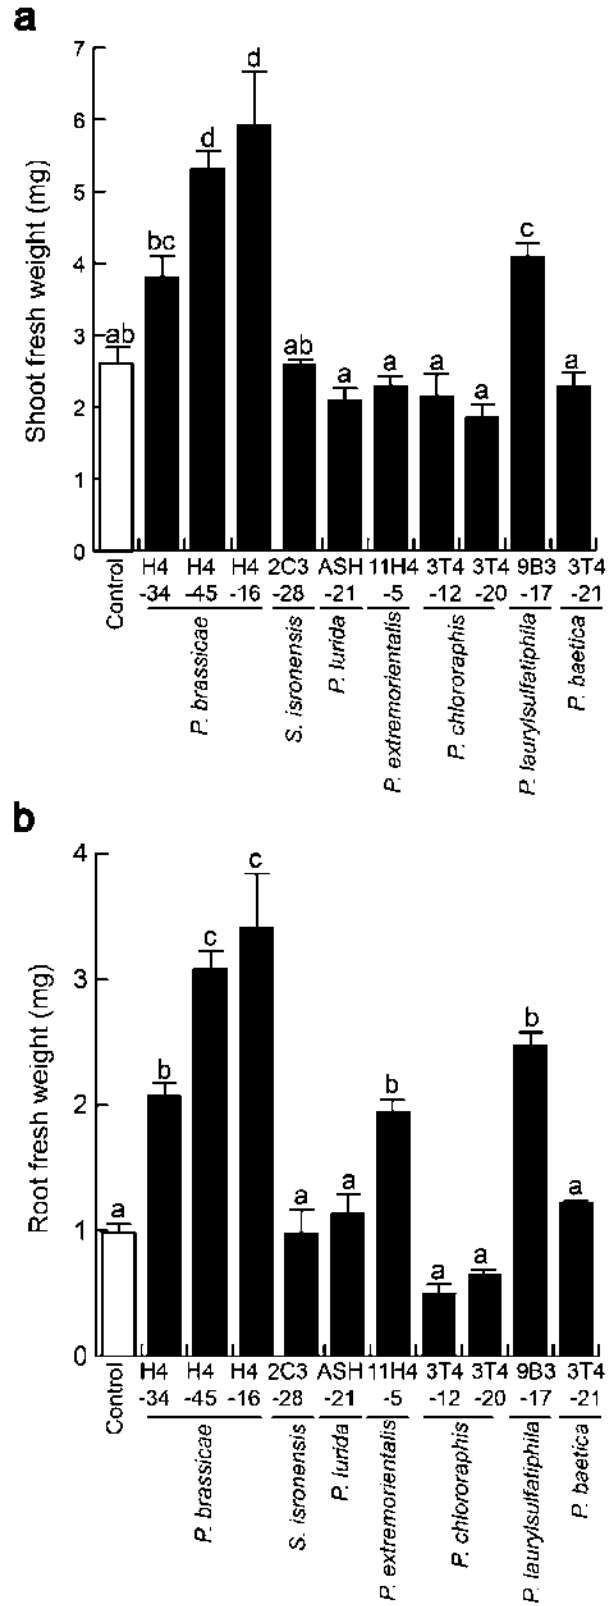 a
Shoot fresh weight (mg)
7
6
5
4
3
2
1
0
ab
bc
d
d
ab
a
a
a
a
c
a
Control
H4 H4 H4 2C3 ASH 11H4 3T4 3T4 9B3 3T4
-34 -45 -16 -28 -21 -5 -12 -20 -17 -21
P. brassicae
S. isronensis
P. lurida
P. extremorientalis
P. chlororaphis
P. laurylsulfatiphila
P. baetica
b
Root fresh weight (mg)
4
3
2
1
0
a
b
c
c
a
a
b
a
a
b
a
Control
H4 H4 H4 2C3 ASH 11H4 3T4 3T4 9B3 3T4
-34 -45 -16 -28 -21 -5 -12 -20 -17 -21
P. brassicae
S. isronensis
P. lurida
P. extremorientalis
P. chlororaphis
P. laurylsulfatiphila
P. baetica